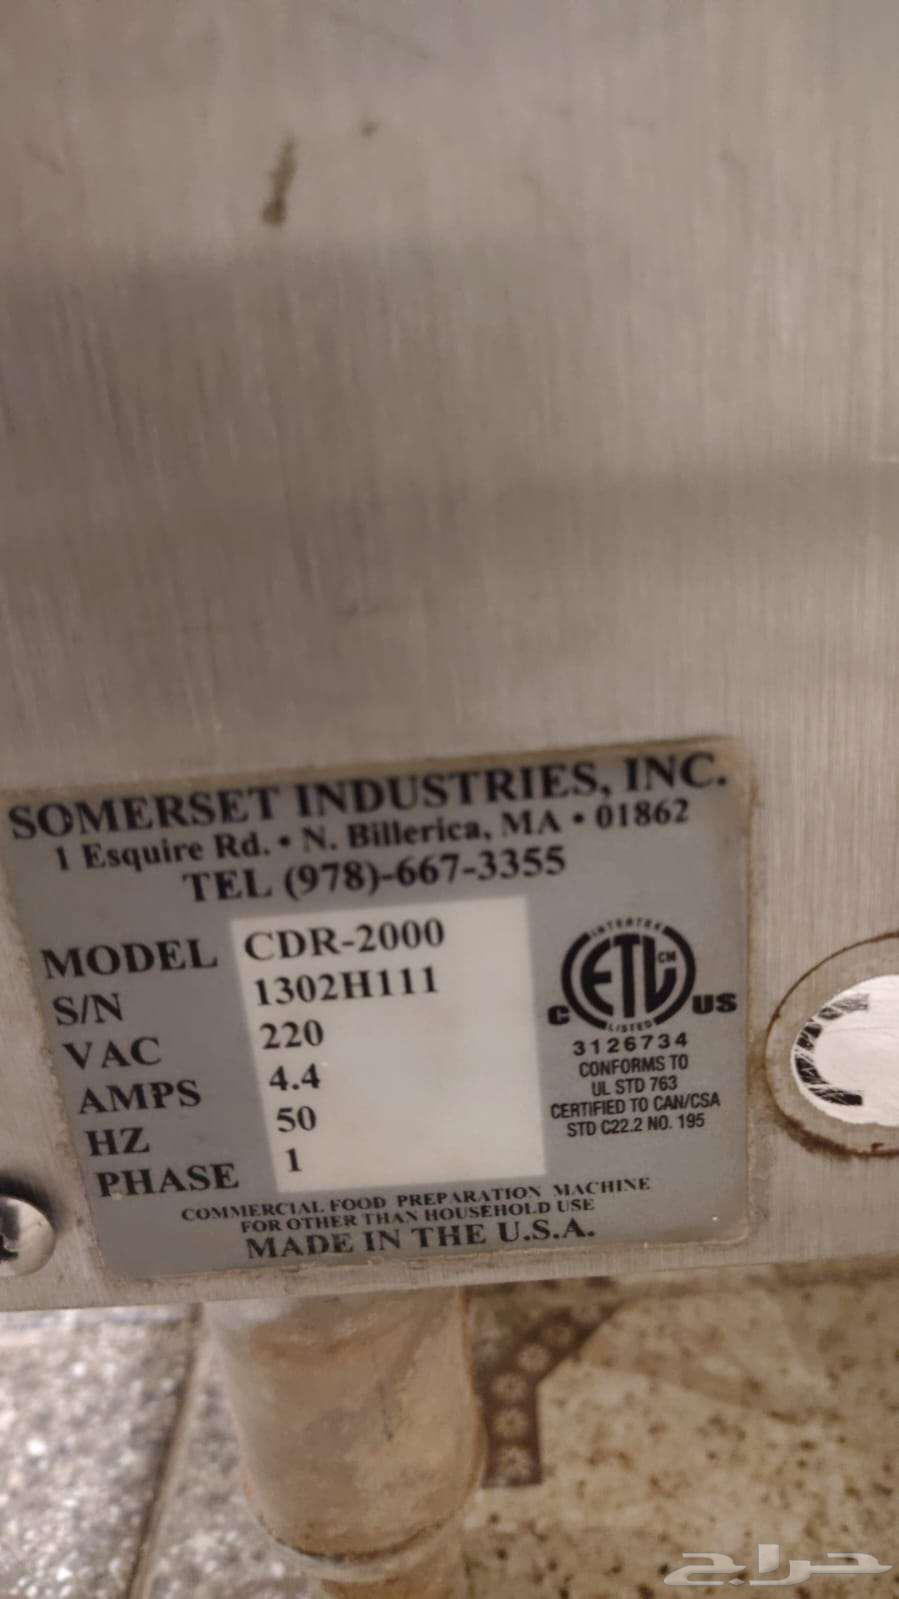 SOMERSET INDUSTRIES, INC.
1 Esquire Rd. • N. Billerica, MA • 01862
TEL (978)-667-3355
MODEL CDR-2000
S/N 1302H111
VAC 220
AMPS 4.4
HZ 50
PHASE 1
INTERTEK
ETL CM
C US
LISTED
3126734
CONFORMS TO
UL STD 763
CERTIFIED TO CAN/CSA
STD C22.2 NO. 195
COMMERCIAL FOOD PREPARATION MACHINE
FOR OTHER THAN HOUSEHOLD USE
MADE IN THE U.S.A.
حراج